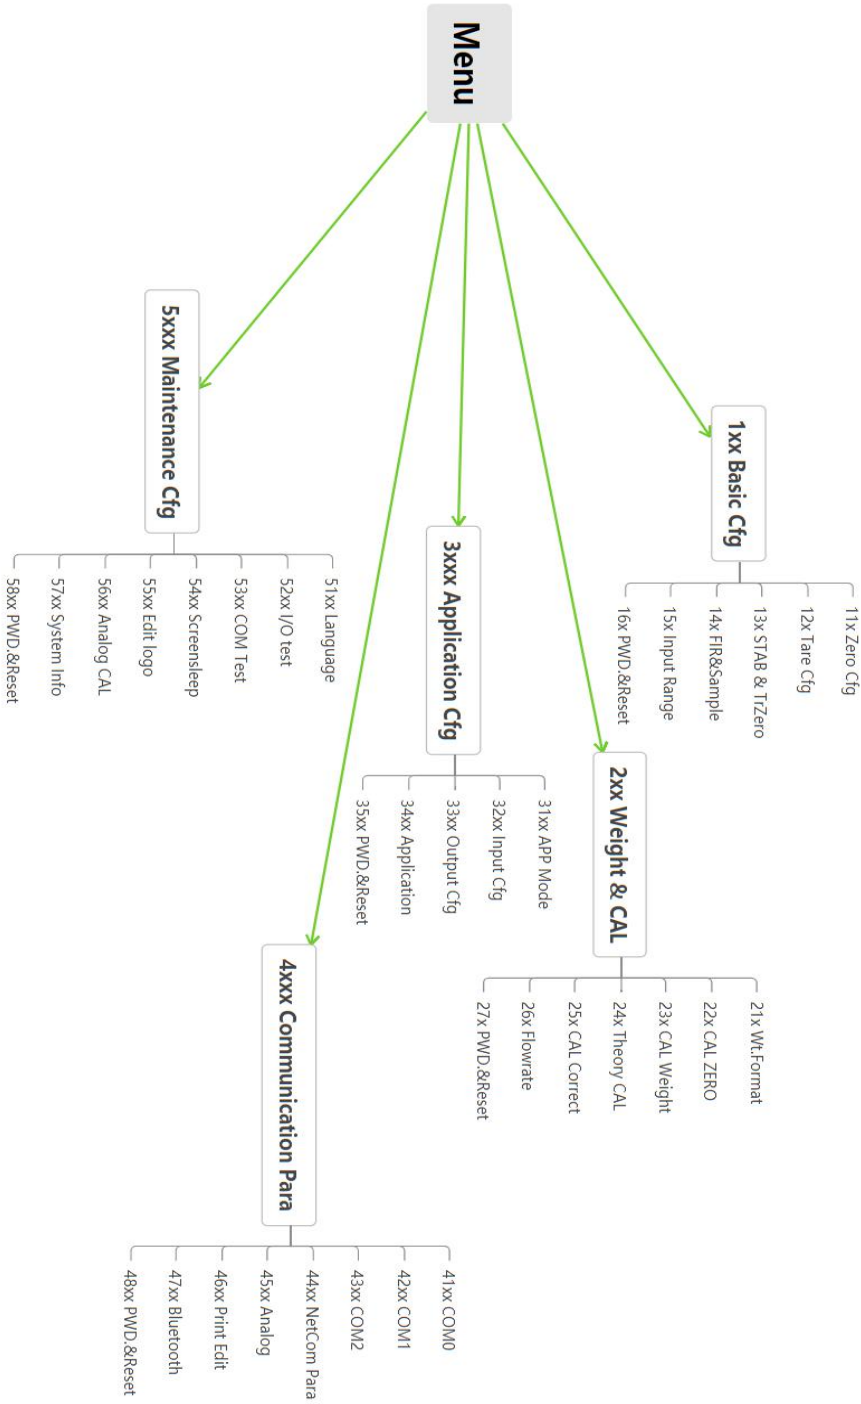 Menu
1xx Basic Cfg
11x Zero Cfg
12x Tare Cfg
13x STAB & TrZero
14x FIR&Sample
15x Input Range
16x PWD.&Reset
2xx Weight & CAL
21x Wt.Format
22x CAL ZERO
23x CAL Weight
24x Theory CAL
25x CAL Correct
26x Flowrate
27x PWD.&Reset
3xxx Application Cfg
31xx APP Mode
32xx Input Cfg
33xx Output Cfg
34xx Application
35xx PWD.&Reset
4xxx Communication Para
41xx COM0
42xx COM1
43xx COM2
44xx NetCom Para
45xx Analog
46xx Print Edit
47xx Bluetooth
48xx PWD.&Reset
5xxx Maintenance Cfg
51xx Language
52xx I/O test
53xx COM Test
54xx Screensleep
55xx Edit logo
56xx Analog CAL
57xx System Info
58xx PWD.&Reset